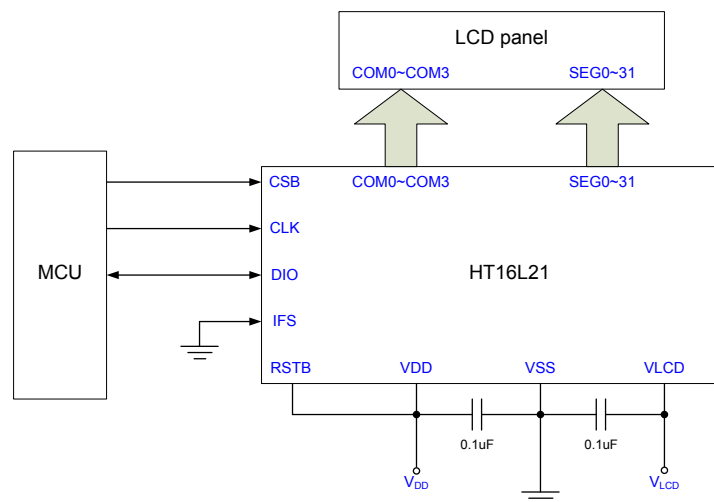 LCD panel
COM0~COM3 SEG0~31
COM0~COM3 SEG0~31
CSB
CLK
MCU DIO HT16L21
IFS
RSTB VDD VSS VLCD
0.1uF 0.1uF
VDD VLCD